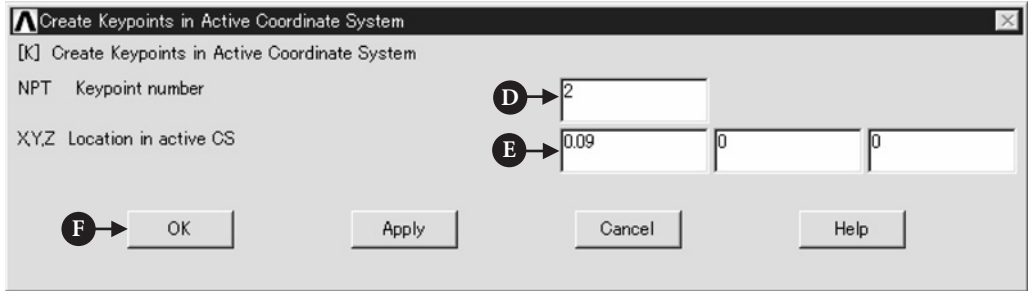 Create Keypoints in Active Coordinate System
[K] Create Keypoints in Active Coordinate System
NPT Keypoint number D 2
X,Y,Z Location in active CS E 0.09 0 0
F OK Apply Cancel Help